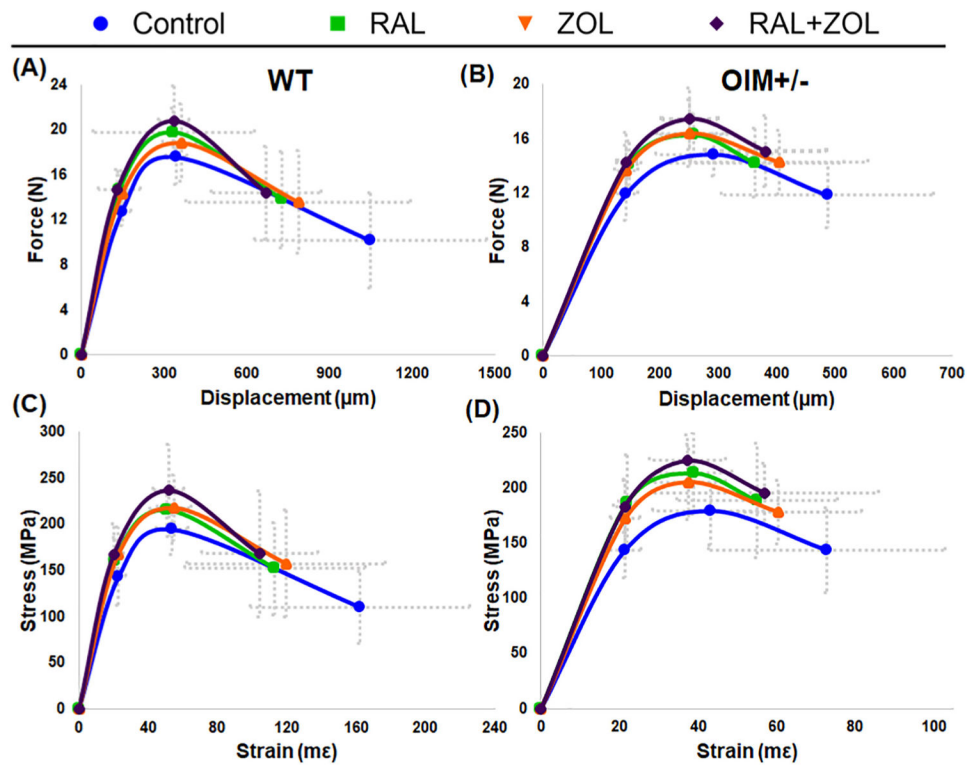 Control RAL ZOL RAL+ZOL
(A) WT
24
20
16
12
8
4
0
Force (N)
0 300 600 900 1200 1500
Displacement (μm)
(B) OIM+/-
20
16
12
8
4
0
Force (N)
0 100 200 300 400 500 600 700
Displacement (μm)
(C)
300
250
200
150
100
50
0
Stress (MPa)
0 40 80 120 160 200 240
Strain (mε)
(D)
250
200
150
100
50
0
Stress (MPa)
0 20 40 60 80 100
Strain (mε)